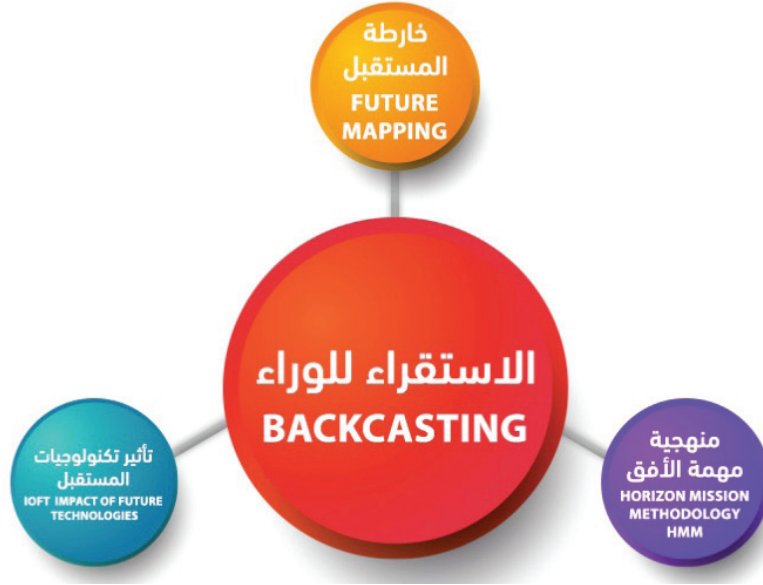 خارطة
المستقبل
FUTURE
MAPPING
الاستقراء للوراء
BACKCASTING
تأثير تكنولوجيات
المستقبل
IOFT IMPACT OF FUTURE
TECHNOLOGIES
منهجية
مهمة الأفق
HORIZON MISSION
METHODOLOGY
HMM